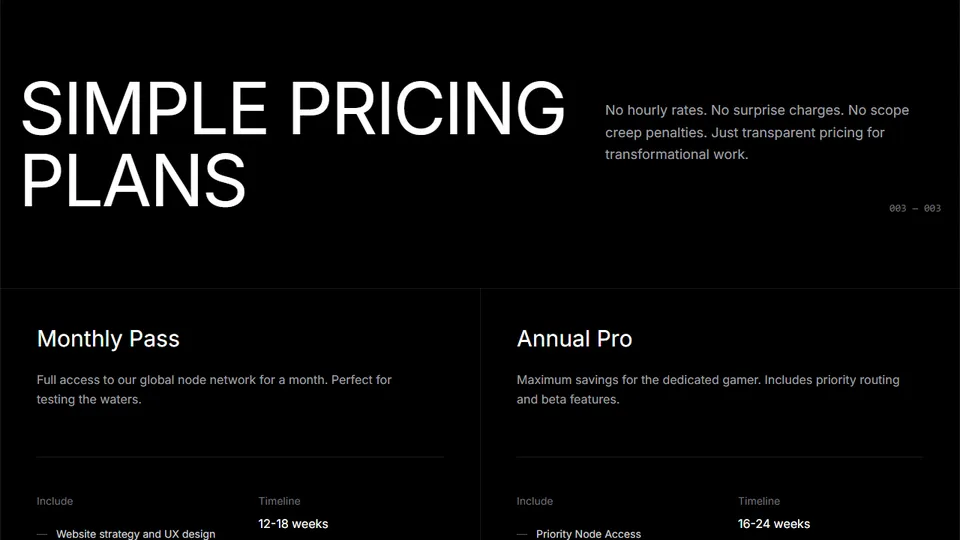 SIMPLE PRICING
PLANS
No hourly rates. No surprise charges. No scope
creep penalties. Just transparent pricing for
transformational work.
003 — 003
Monthly Pass
Full access to our global node network for a month. Perfect for
testing the waters.
Include
Timeline
12-18 weeks
— Website strategy and UX design
Annual Pro
Maximum savings for the dedicated gamer. Includes priority routing
and beta features.
Include
Timeline
16-24 weeks
— Priority Node Access